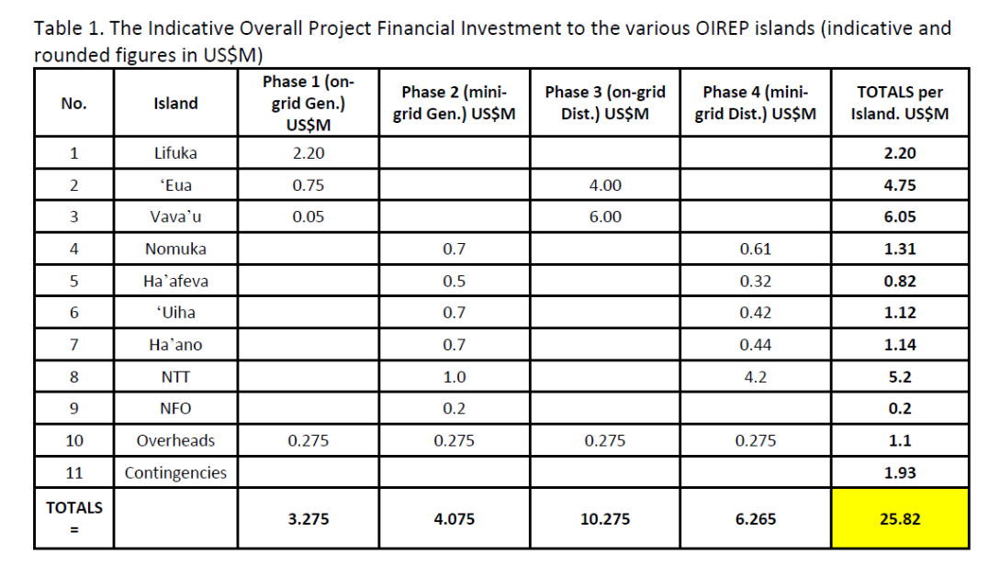 Table 1. The Indicative Overall Project Financial Investment to the various OIREP islands (indicative and
rounded figures in US$M)
No. Island Phase 1 (on-grid Gen.) US$M Phase 2 (mini-grid Gen.) US$M Phase 3 (on-grid Dist.) US$M Phase 4 (mini-grid Dist.) US$M TOTALS per Island. US$M
1 Lifuka 2.20 2.20
2 ‘Eua 0.75 4.00 4.75
3 Vava’u 0.05 6.00 6.05
4 Nomuka 0.7 0.61 1.31
5 Ha’afeva 0.5 0.32 0.82
6 ‘Uiha 0.7 0.42 1.12
7 Ha’ano 0.7 0.44 1.14
8 NTT 1.0 4.2 5.2
9 NFO 0.2 0.2
10 Overheads 0.275 0.275 0.275 0.275 1.1
11 Contingencies 1.93
TOTALS = 3.275 4.075 10.275 6.265 25.82